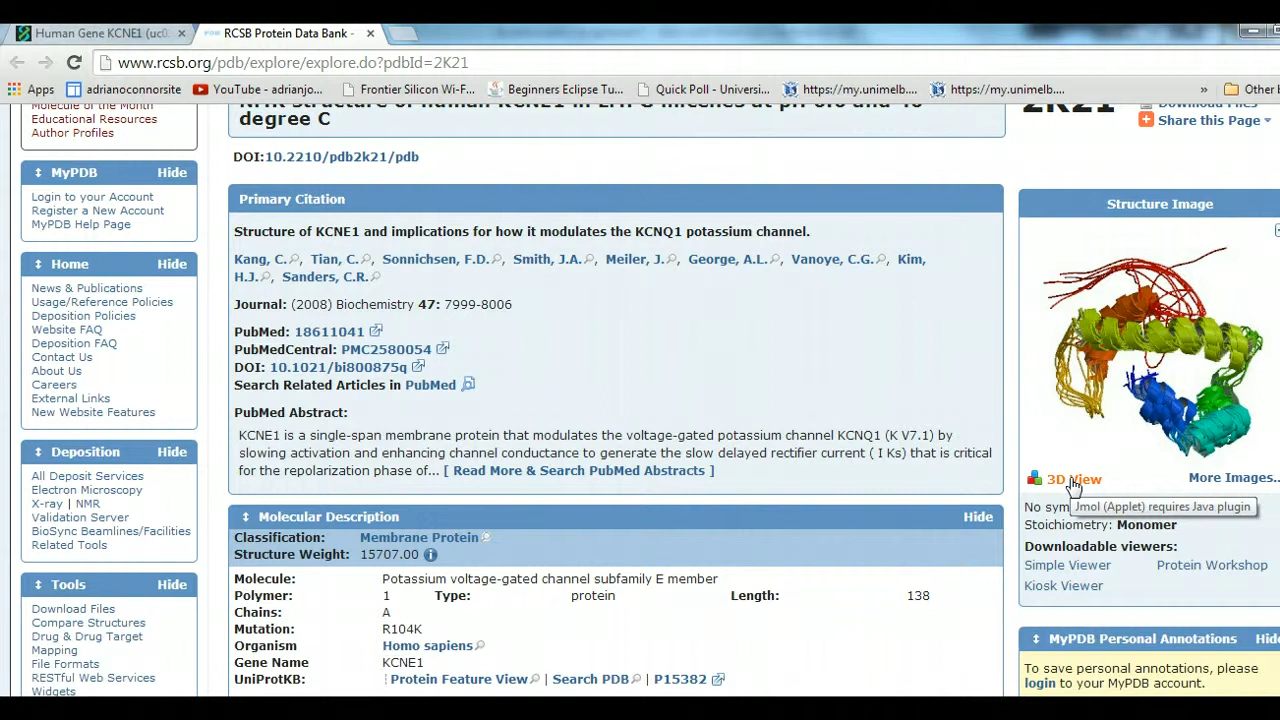 Human Gene KCNE1 (uc0
RCSB Protein Data Bank -
www.rcsb.org/pdb/explore/explore.do?pdbId=2K21
Apps
adrianoconnorsite
YouTube - adrianjo...
Frontier Silicon Wi-F...
Beginners Eclipse Tu...
Quick Poll - Universi...
https://my.unimelb....
https://my.unimelb....
»
Other b
Molecule of the Month
Educational Resources
Author Profiles
MyPDB Hide
Login to your Account
Register a New Account
MyPDB Help Page
Home Hide
News & Publications
Usage/Reference Policies
Deposition Policies
Website FAQ
Deposition FAQ
Contact Us
About Us
Careers
External Links
New Website Features
Deposition Hide
All Deposit Services
Electron Microscopy
X-ray | NMR
Validation Server
BioSync Beamlines/Facilities
Related Tools
Tools Hide
Download Files
Compare Structures
Drug & Drug Target
Mapping
File Formats
RESTful Web Services
Widgets
degree C
DOI:10.2210/pdb2k21/pdb
Primary Citation
Structure of KCNE1 and implications for how it modulates the KCNQ1 potassium channel.
Kang, C., Tian, C., Sonnichsen, F.D., Smith, J.A., Meiler, J., George, A.L., Vanoye, C.G., Kim,
H.J., Sanders, C.R.
Journal: (2008) Biochemistry 47: 7999-8006
PubMed: 18611041
PubMedCentral: PMC2580054
DOI: 10.1021/bi800875q
Search Related Articles in PubMed
PubMed Abstract:
KCNE1 is a single-span membrane protein that modulates the voltage-gated potassium channel KCNQ1 (K V7.1) by
slowing activation and enhancing channel conductance to generate the slow delayed rectifier current ( I Ks) that is critical
for the repolarization phase of... [ Read More & Search PubMed Abstracts ]
Molecular Description Hide
Classification: Membrane Protein
Structure Weight: 15707.00
Molecule: Potassium voltage-gated channel subfamily E member
Polymer: 1 Type: protein Length: 138
Chains: A
Mutation: R104K
Organism Homo sapiens
Gene Name KCNE1
UniProtKB: Protein Feature View | Search PDB | P15382
2K21
Download Files
Share this Page
Structure Image
3D View
More Images..
No sym
Jmol (Applet) requires Java plugin
Stoichiometry: Monomer
Downloadable viewers:
Simple Viewer Protein Workshop
Kiosk Viewer
MyPDB Personal Annotations Hide
To save personal annotations, please
login to your MyPDB account.